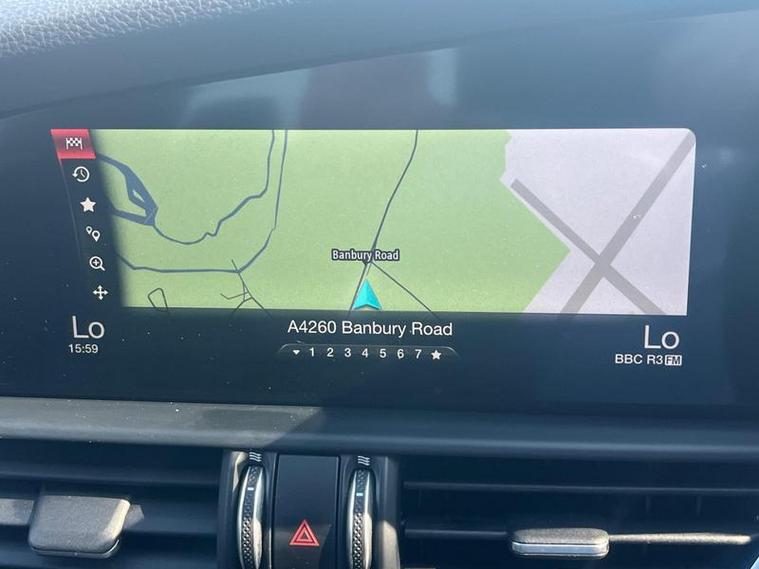 Banbury Road
Lo
15:59
A4260 Banbury Road
1 2 3 4 5 6 7
Lo
BBC R3 FM